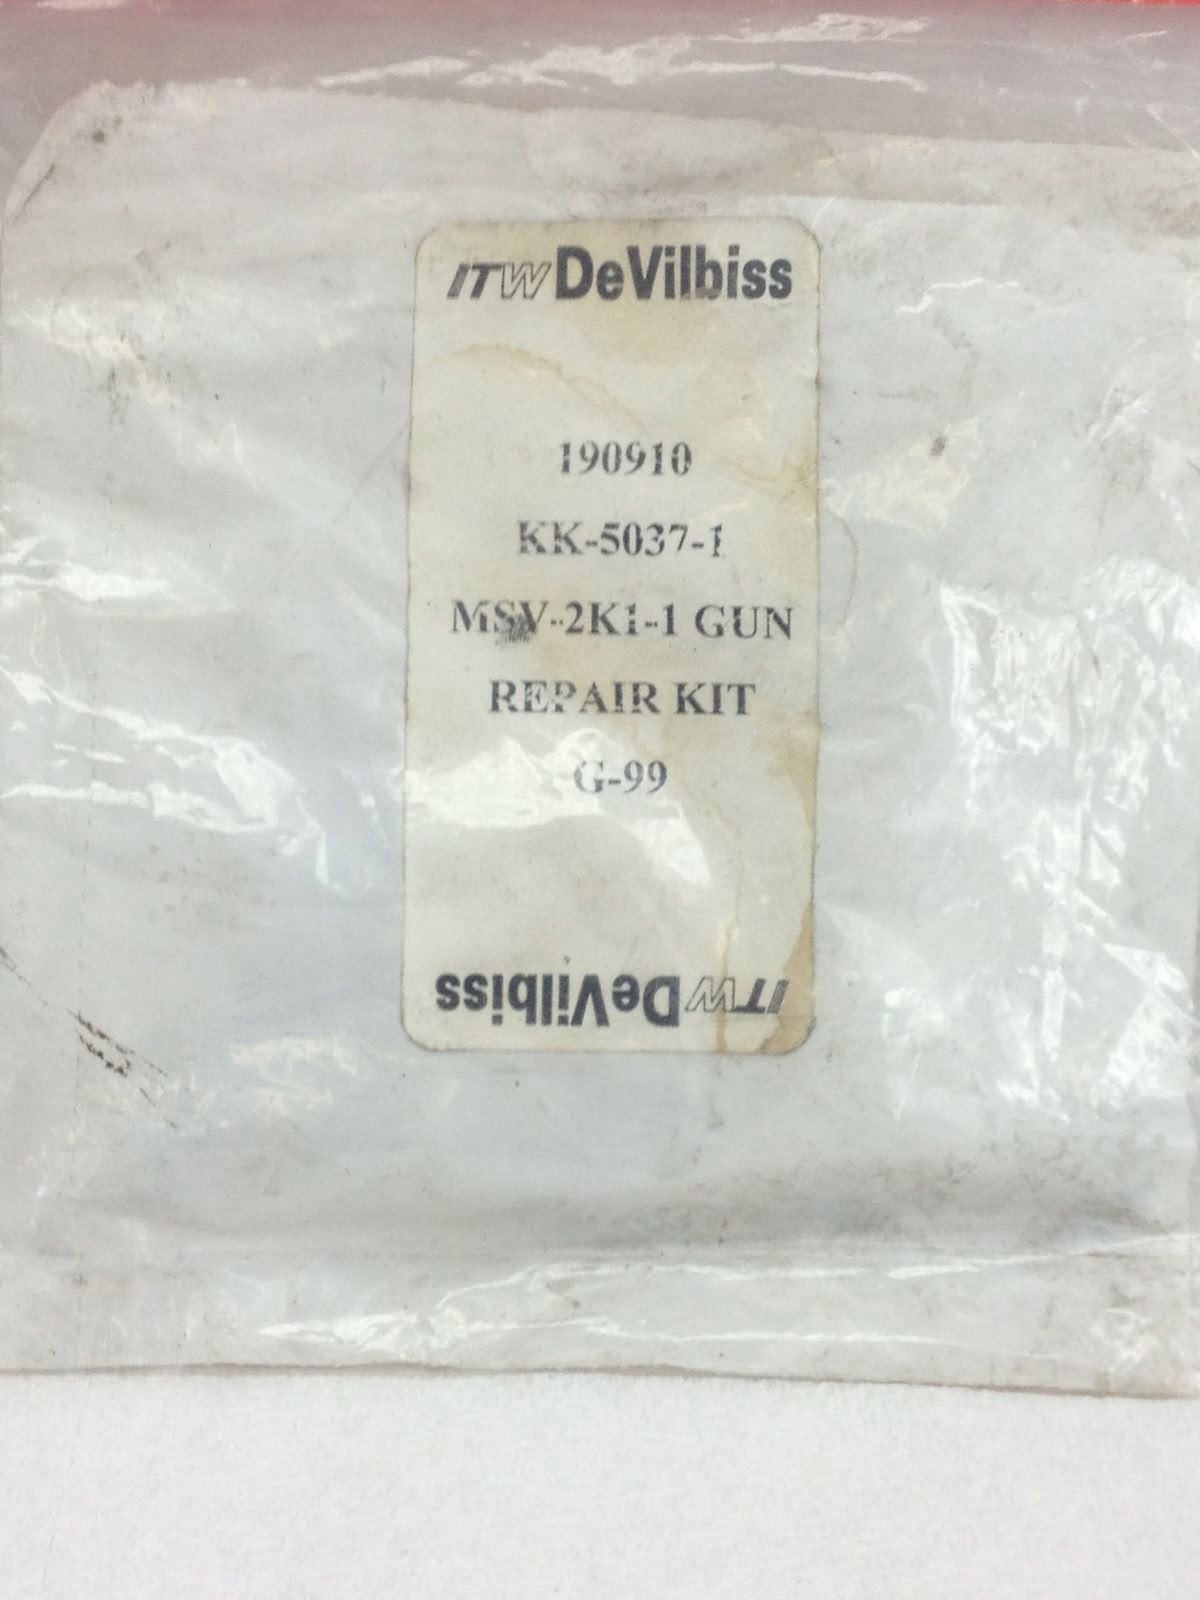 ITW DeVilbiss
190910
KK-5037-1
MSV-2K1-1 GUN
REPAIR KIT
G-99
ITW DeVilbiss